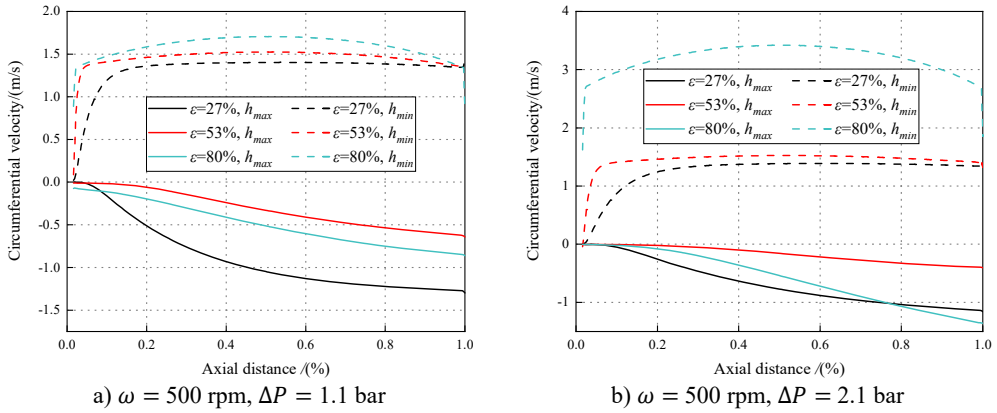 2.0
1.5
1.0
0.5
0.0
-0.5
-1.0
-1.5
Circumferential velocity/(m/s)
ε=27%, hmax
ε=27%, hmin
ε=53%, hmax
ε=53%, hmin
ε=80%, hmax
ε=80%, hmin
0.0 0.2 0.4 0.6 0.8 1.0
Axial distance /(%)
a) ω = 500 rpm, ΔP = 1.1 bar
4
3
2
1
0
-1
Circumferential velocity/(m/s)
ε=27%, hmax
ε=27%, hmin
ε=53%, hmax
ε=53%, hmin
ε=80%, hmax
ε=80%, hmin
0.0 0.2 0.4 0.6 0.8 1.0
Axial distance /(%)
b) ω = 500 rpm, ΔP = 2.1 bar